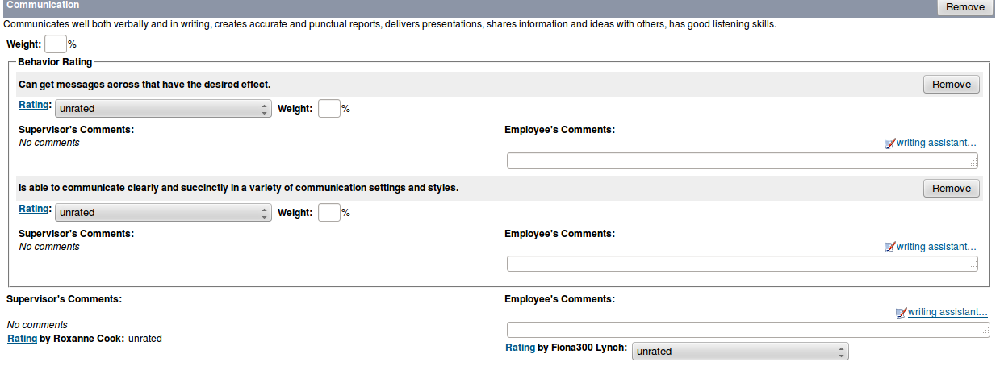 Communication
Remove
Communicates well both verbally and in writing, creates accurate and punctual reports, delivers presentations, shares information and ideas with others, has good listening skills.
Weight: %
Behavior Rating
Can get messages across that have the desired effect. Remove
Rating: unrated Weight: %
Supervisor's Comments: Employee's Comments:
No comments writing assistant...
Is able to communicate clearly and succinctly in a variety of communication settings and styles. Remove
Rating: unrated Weight: %
Supervisor's Comments: Employee's Comments:
No comments writing assistant...
Supervisor's Comments: Employee's Comments:
writing assistant...
No comments
Rating by Roxanne Cook: unrated
Rating by Fiona300 Lynch: unrated